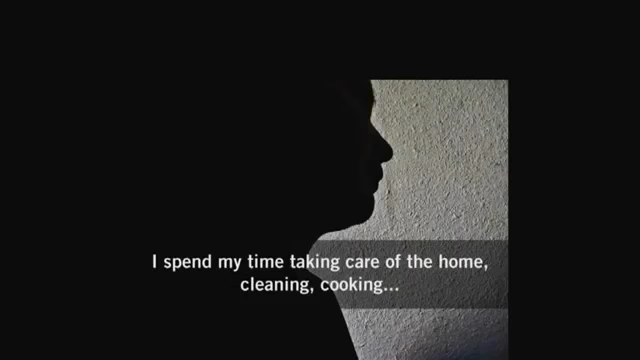 I spend my time taking care of the home,
cleaning, cooking...